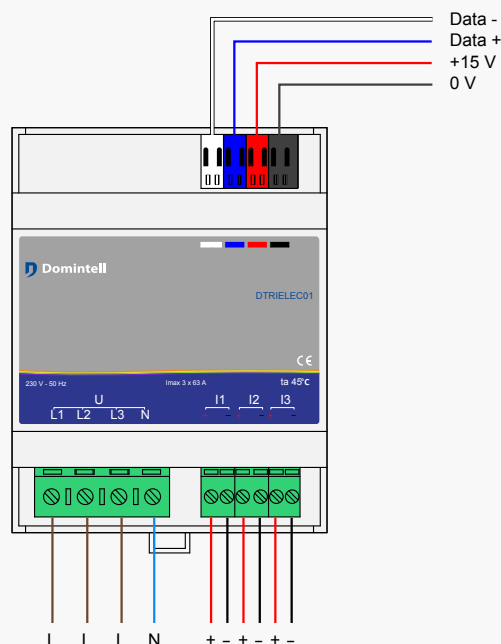 Data -
Data +
+15 V
0 V
Domintell
DTRIELEC01
CE
230 V - 50 Hz
Imax 3 x 63 A
ta 45°C
U
I1 I2 I3
L1 L2 L3 N
+ - + - + -
L L L N + - + - + -